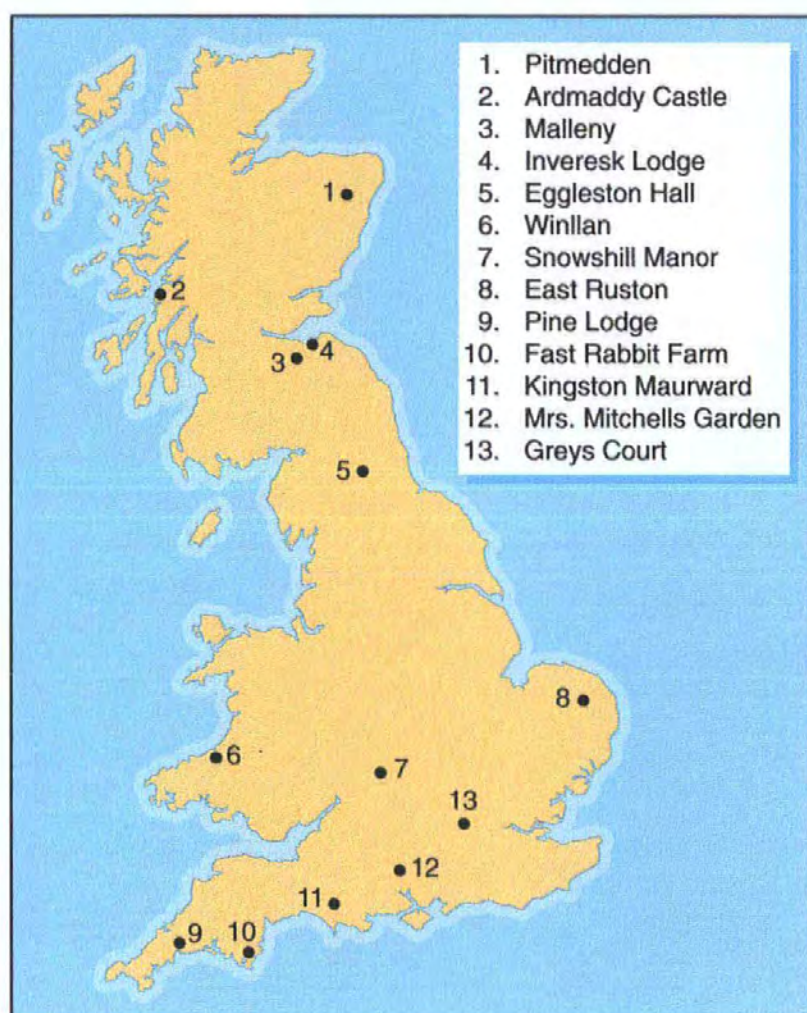 1. Pitmedden
2. Ardmaddy Castle
3. Malleny
4. Inveresk Lodge
5. Eggleston Hall
6. Winllan
7. Snowshill Manor
8. East Ruston
9. Pine Lodge
10. Fast Rabbit Farm
11. Kingston Maurward
12. Mrs. Mitchells Garden
13. Greys Court
1
2
4
3
5
8
6
7
13
12
11
9
10